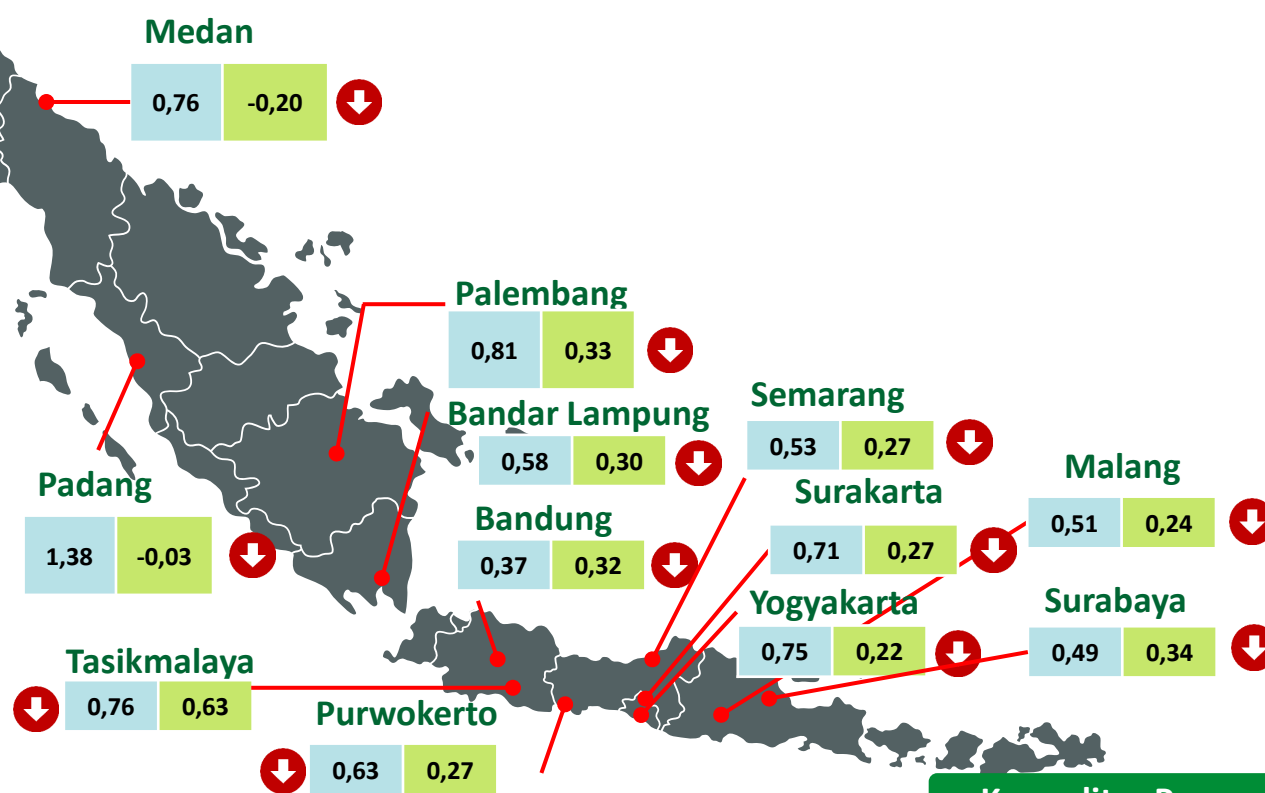 Medan
0,76 -0,20
Palembang
0,81 0,33
Bandar Lampung
0,58 0,30
Semarang
0,53 0,27
Malang
0,51 0,24
Padang
1,38 -0,03
Bandung
0,37 0,32
Surakarta
0,71 0,27
Yogyakarta
0,75 0,22
Surabaya
0,49 0,34
Tasikmalaya
0,76 0,63
Purwokerto
0,63 0,27